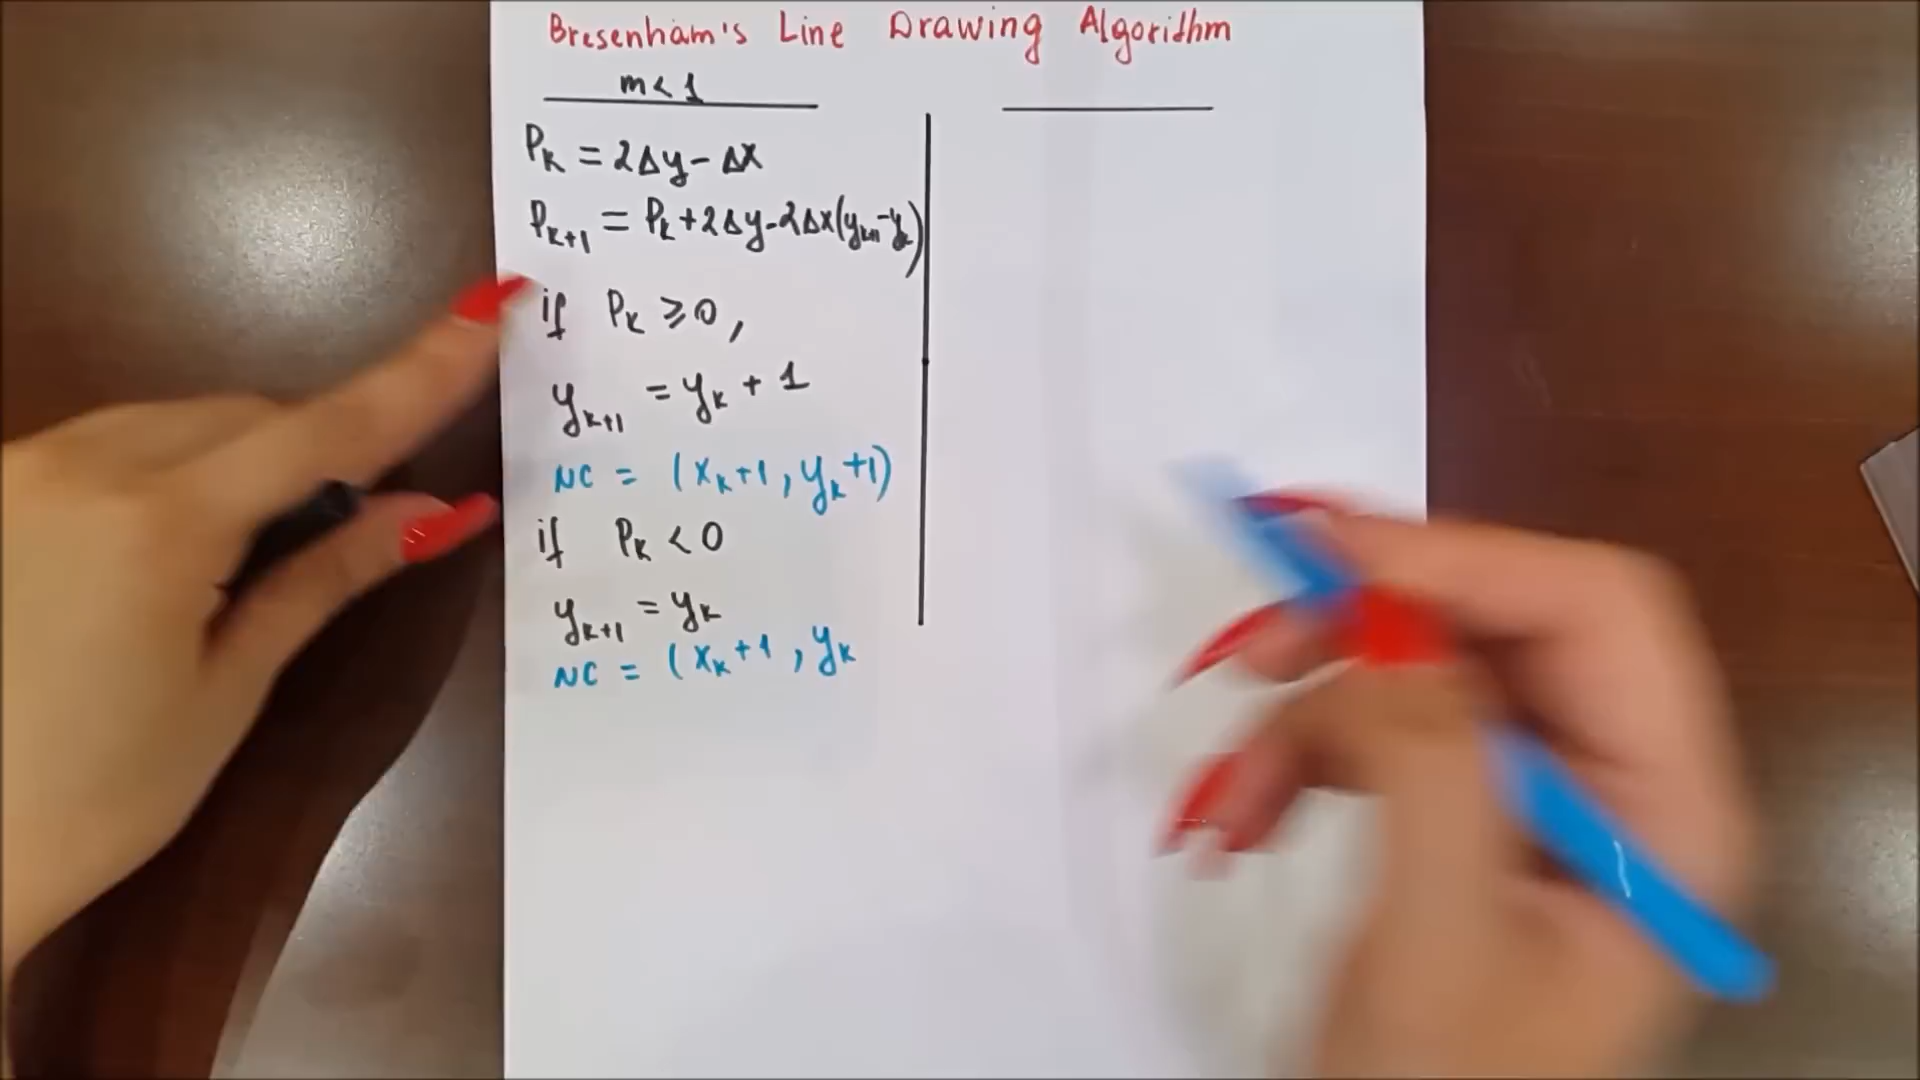 Bresenham's Line Drawing Algorithm
m < 1
Pk = 2Δy - Δx
Pk+1 = Pk + 2Δy - 2Δx(yk+1 - yk)
if Pk ≥ 0,
yk+1 = yk + 1
NC = (xk+1, yk+1)
if Pk < 0
yk+1 = yk
NC = (xk+1, yk